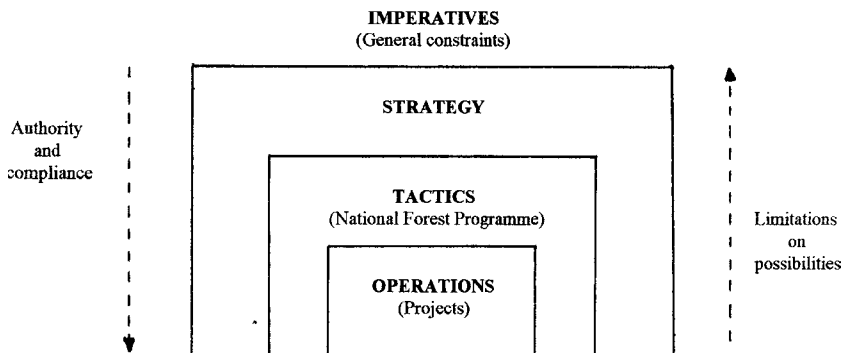 IMPERATIVES
(General constraints)
STRATEGY
Authority
and
compliance
TACTICS
(National Forest Programme)
Limitations
on
possibilities
OPERATIONS
(Projects)